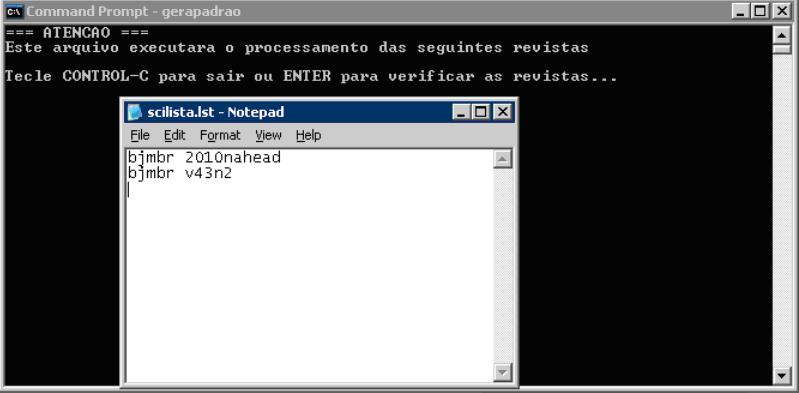 Command Prompt - gerapadrao
=== ATENCAO ===
Este arquivo executara o processamento das seguintes revistas
Tecle CONTROL-C para sair ou ENTER para verificar as revistas...
scilista.lst - Notepad
File Edit Format View Help
bjmbr 2010nahead
bjmbr v43n2